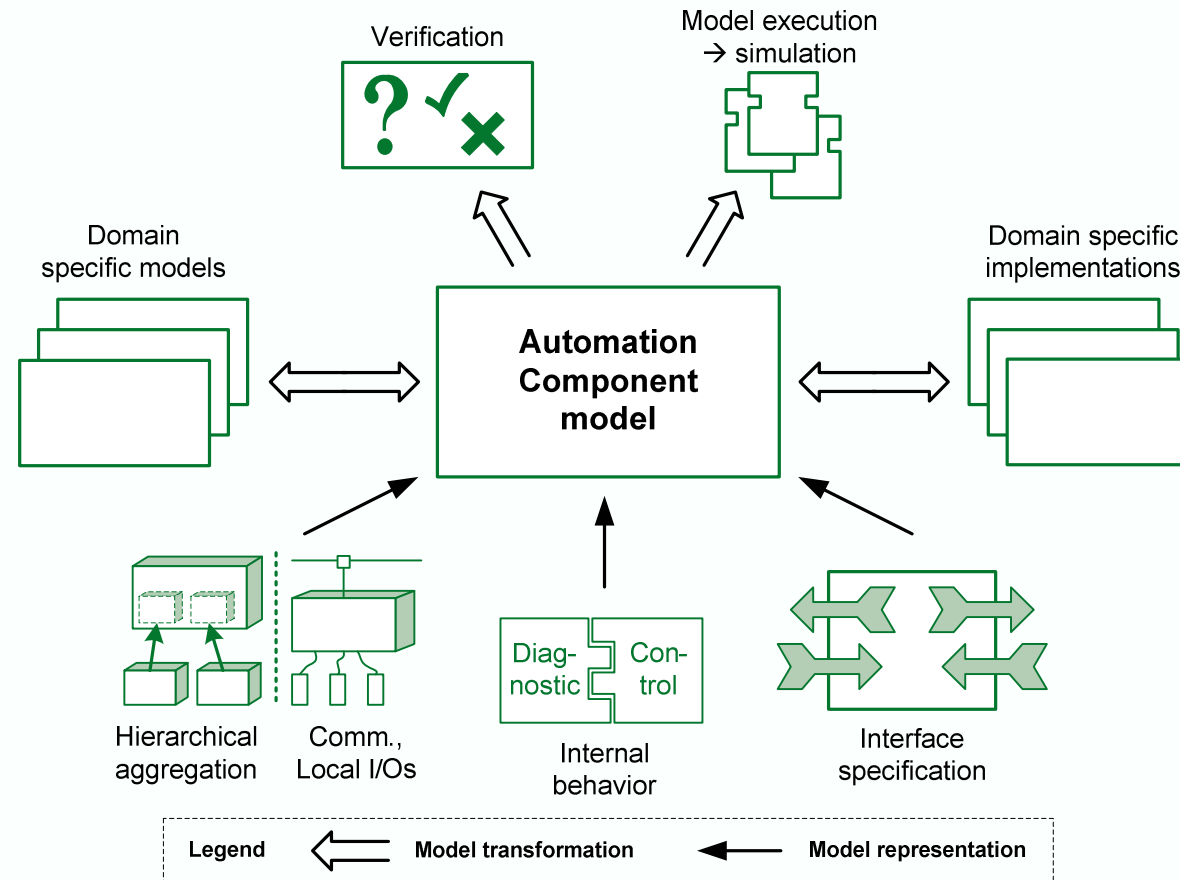 Verification
Model execution
→ simulation
Domain
specific models
Domain specific
implementations
Automation
Component
model
Diag-
nostic
Con-
trol
Hierarchical
aggregation
Comm.,
Local I/Os
Internal
behavior
Interface
specification
Legend
Model transformation
Model representation